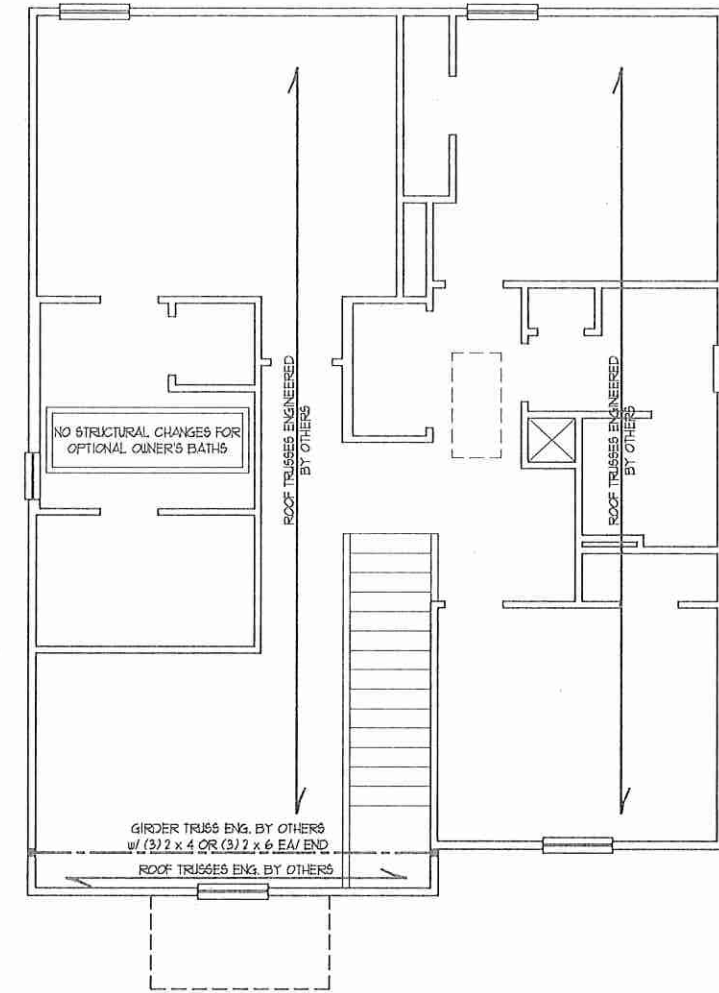 NO STRUCTURAL CHANGES FOR
OPTIONAL OWNER'S BATHS
ROOF TRUSSES ENGINEERED
BY OTHERS
ROOF TRUSSES ENGINEERED
BY OTHERS
GIRDER TRUSS ENG. BY OTHERS
w/ (3) 2 x 4 OR (3) 2 x 6 EA/ END
ROOF TRUSSES ENG. BY OTHERS